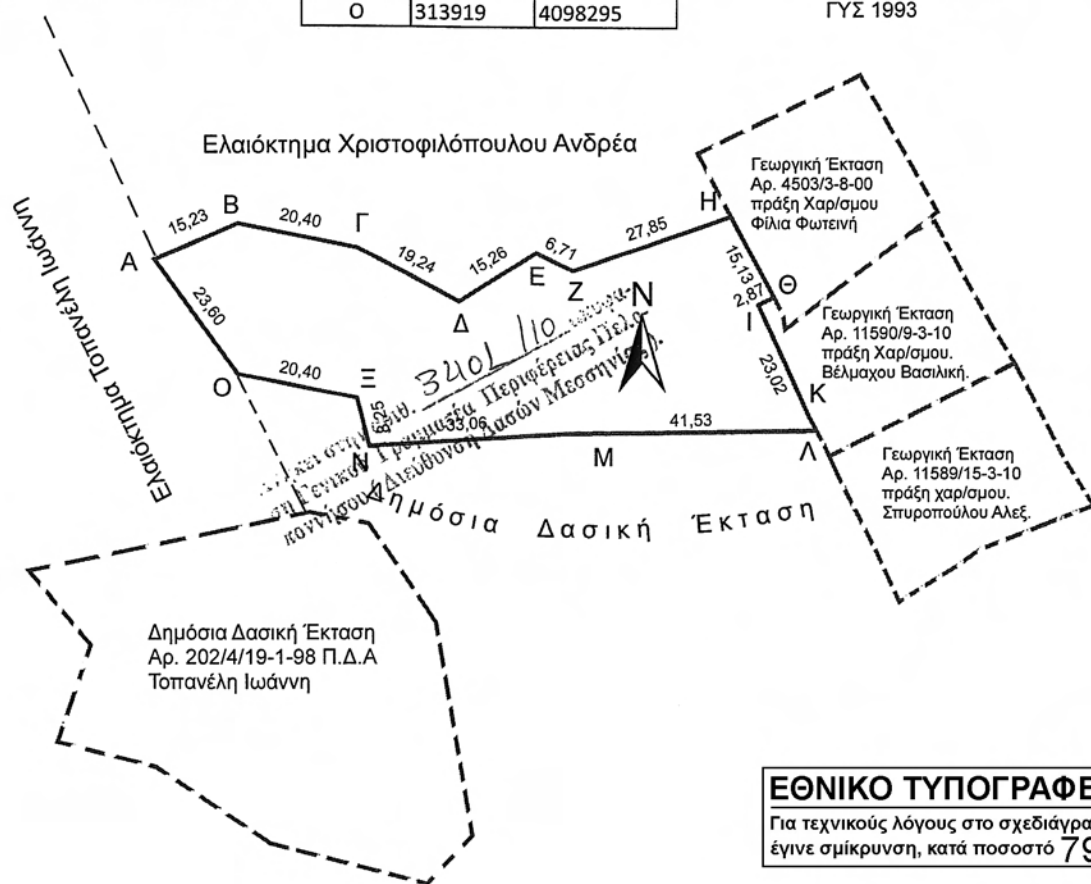 Ο 313919 4098295
ΓΥΣ 1993
Ελαιόκτημα Χριστοφιλόπουλου Ανδρέα
Ελαιόκτημα Τοπανέλη Ιωάννη
Γεωργική Έκταση
Αρ. 4503/3-8-00
πράξη Χαρ/σμου
Φίλια Φωτεινή
Α
15,23
Β
20,40
Γ
19,24
Δ
15,26
Ε
6,71
Ζ
27,85
Η
15,13
Θ
2,87
Ι
23,02
Κ
Λ
41,53
Μ
33,06
Ν
8,25
Ξ
20,40
Ο
23,60
N
Γεωργική Έκταση
Αρ. 11590/9-3-10
πράξη Χαρ/σμου.
Βέλμαχου Βασιλική.
Γεωργική Έκταση
Αρ. 11589/15-3-10
πράξη χαρ/σμου.
Σπυροπούλου Αλεξ.
κει στην 110
ση Γενικού Γραμματέα Περιφέρειας Πελο
ποννήσου Διεύθυνση Δασών Μεσσηνίας
Δημόσια Δασική Έκταση
Δημόσια Δασική Έκταση
Αρ. 202/4/19-1-98 Π.Δ.Α
Τοπανέλη Ιωάννη
ΕΘΝΙΚΟ ΤΥΠΟΓΡΑΦΕ
Για τεχνικούς λόγους στο σχεδιάγρα
έγινε σμίκρυνση, κατά ποσοστό 79